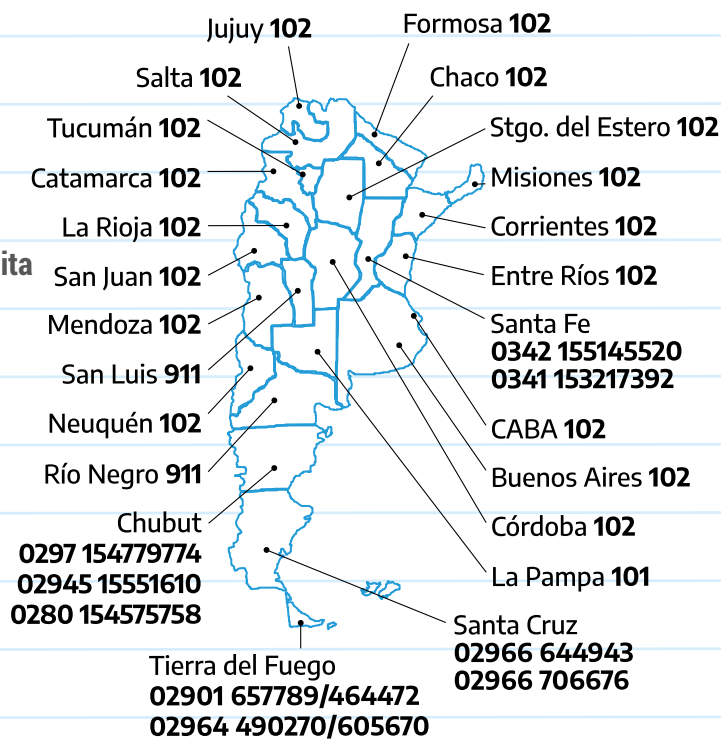 Jujuy 102
Salta 102
Tucumán 102
Catamarca 102
La Rioja 102
ita
San Juan 102
Mendoza 102
San Luis 911
Neuquén 102
Río Negro 911
Chubut
0297 154779774
02945 15551610
0280 154575758
Tierra del Fuego
02901 657789/464472
02964 490270/605670
Formosa 102
Chaco 102
Stgo. del Estero 102
Misiones 102
Corrientes 102
Entre Ríos 102
Santa Fe
0342 155145520
0341 153217392
CABA 102
Buenos Aires 102
Córdoba 102
La Pampa 101
Santa Cruz
02966 644943
02966 706676